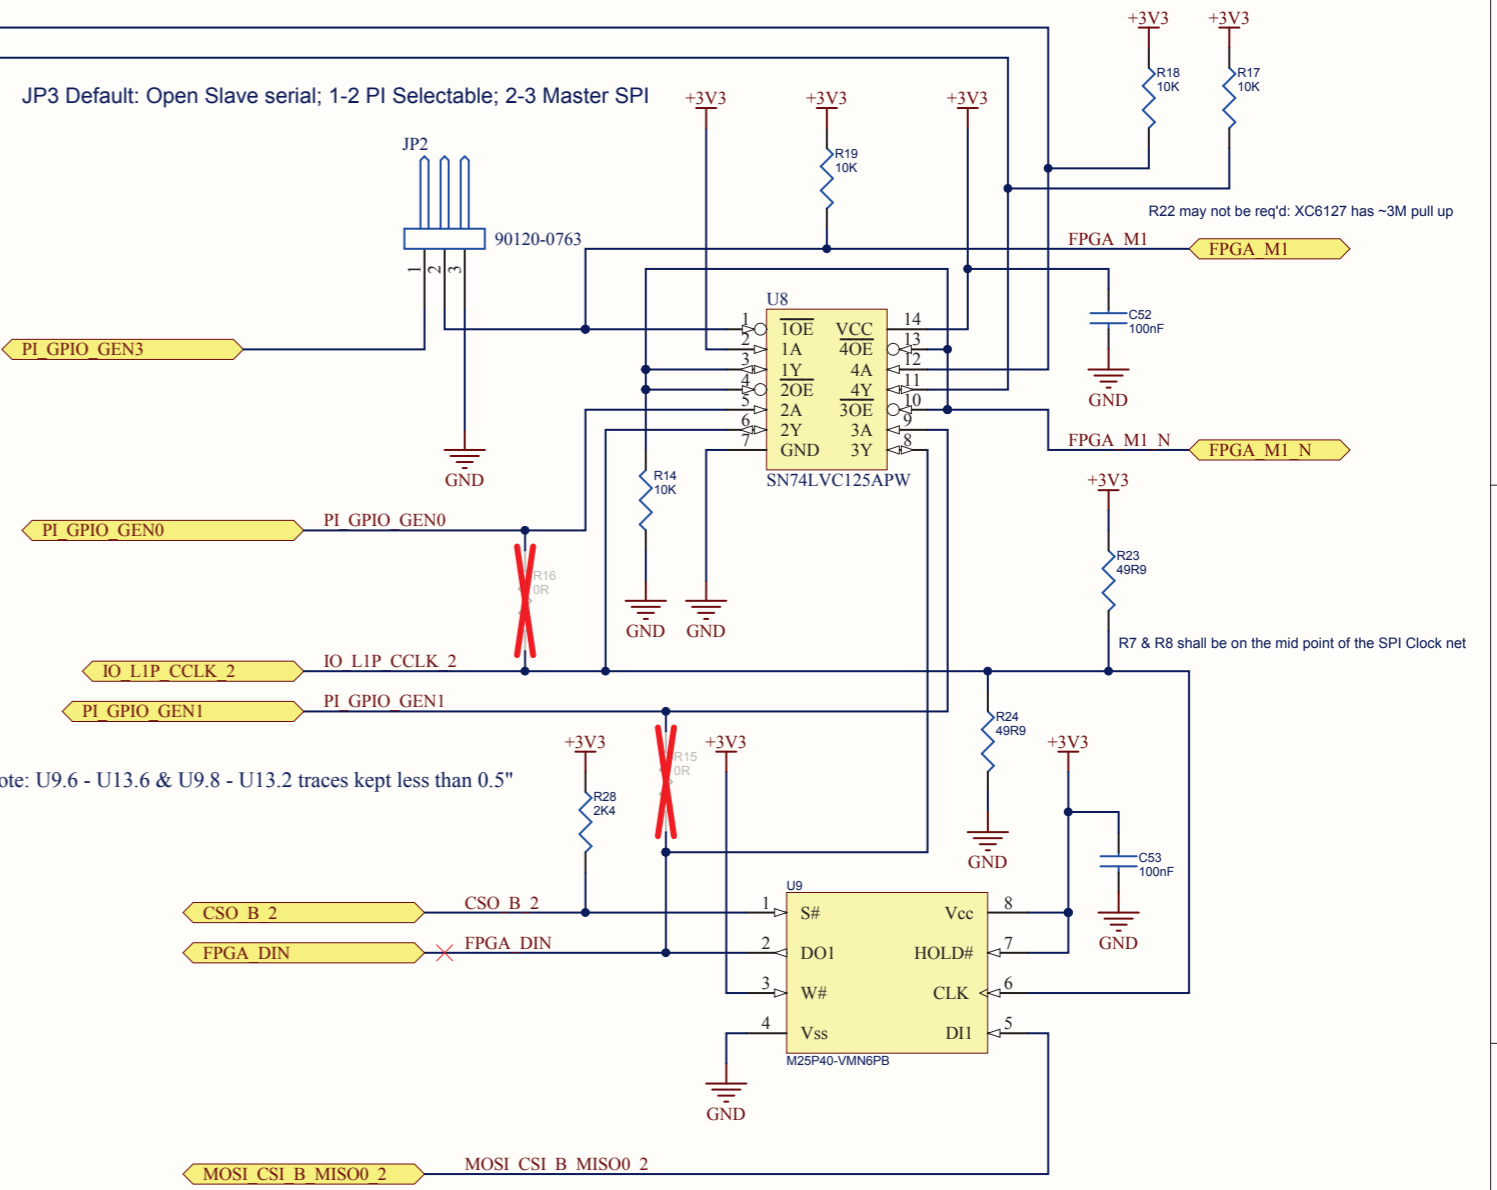 +3V3
+3V3
R18
10K
R17
10K
JP3 Default: Open Slave serial; 1-2 PI Selectable; 2-3 Master SPI
+3V3
+3V3
+3V3
JP2
R19
10K
R22 may not be req'd: XC6127 has ~3M pull up
90120-0763
FPGA_M1
FPGA_M1
1
2
3
U8
C52
100nF
PI_GPIO_GEN3
1
1OE
VCC
14
2
1A
4OE
13
3
1Y
4A
12
4
2OE
4Y
11
5
2A
3OE
10
6
2Y
3A
9
7
GND
3Y
8
SN74LVC125APW
GND
FPGA_M1_N
FPGA_M1_N
GND
R14
10K
+3V3
PI_GPIO_GEN0
PI_GPIO_GEN0
R16
0R
R23
49R9
GND
GND
R7 & R8 shall be on the mid point of the SPI Clock net
IO_L1P_CCLK_2
IO_L1P_CCLK_2
PI_GPIO_GEN1
PI_GPIO_GEN1
R24
49R9
+3V3
+3V3
+3V3
R15
0R
ote: U9.6 - U13.6 & U9.8 - U13.2 traces kept less than 0.5"
R28
2K4
GND
C53
100nF
U9
CSO_B_2
CSO_B_2
1
S#
Vcc
8
GND
FPGA_DIN
FPGA_DIN
2
DO1
HOLD#
7
3
W#
CLK
6
4
Vss
DI1
5
M25P40-VMN6PB
GND
MOSI_CSI_B_MISO0_2
MOSI_CSI_B_MISO0_2